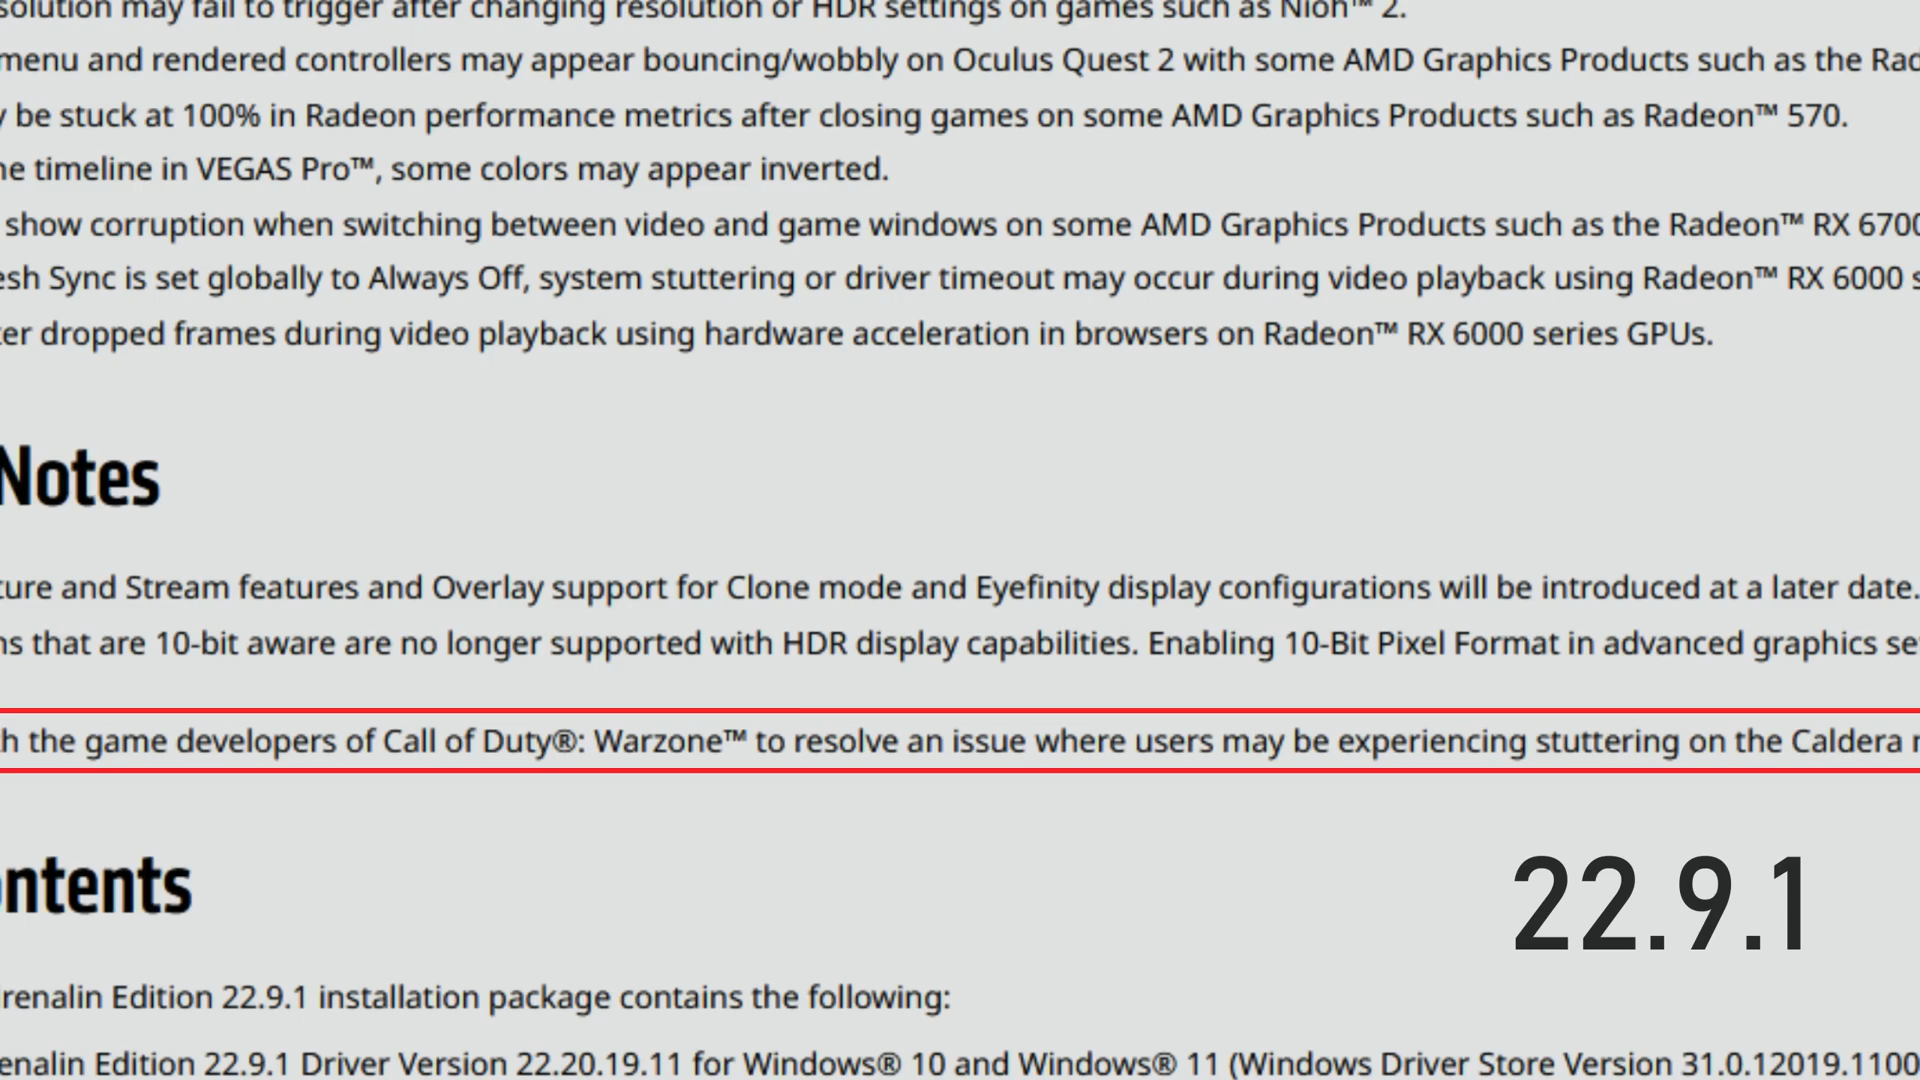 solution may fail to trigger after changing resolution or HDR settings on games such as Nioh™ 2.
menu and rendered controllers may appear bouncing/wobbly on Oculus Quest 2 with some AMD Graphics Products such as the Rad
y be stuck at 100% in Radeon performance metrics after closing games on some AMD Graphics Products such as Radeon™ 570.
he timeline in VEGAS Pro™, some colors may appear inverted.
show corruption when switching between video and game windows on some AMD Graphics Products such as the Radeon™ RX 6700
esh Sync is set globally to Always Off, system stuttering or driver timeout may occur during video playback using Radeon™ RX 6000 s
ter dropped frames during video playback using hardware acceleration in browsers on Radeon™ RX 6000 series GPUs.
Notes
ture and Stream features and Overlay support for Clone mode and Eyefinity display configurations will be introduced at a later date.
ns that are 10-bit aware are no longer supported with HDR display capabilities. Enabling 10-Bit Pixel Format in advanced graphics se
th the game developers of Call of Duty®: Warzone™ to resolve an issue where users may be experiencing stuttering on the Caldera
ontents
22.9.1
drenalin Edition 22.9.1 installation package contains the following:
enalin Edition 22.9.1 Driver Version 22.20.19.11 for Windows® 10 and Windows® 11 (Windows Driver Store Version 31.0.12019.1100